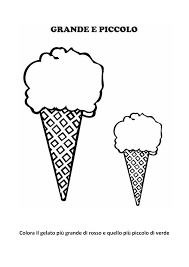 GRANDE E PICCOLO
Colora il gelato più grande di rosso e quello più piccolo di verde